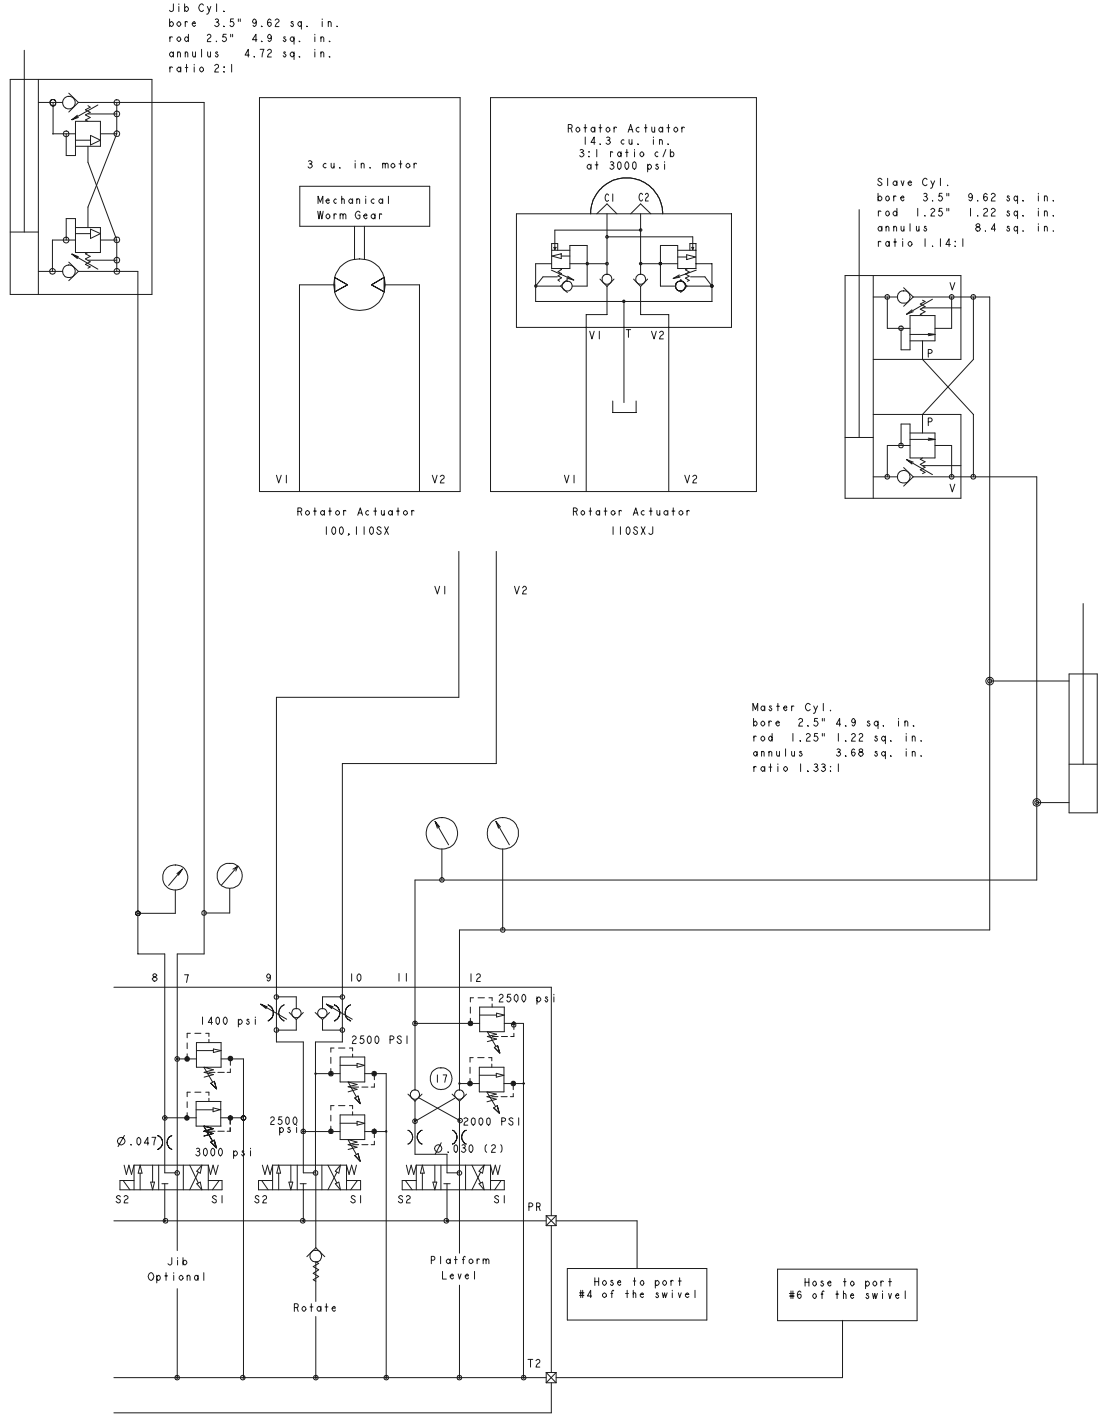 Jib Cyl.
bore 3.5" 9.62 sq. in.
rod 2.5" 4.9 sq. in.
annulus 4.72 sq. in.
ratio 2:1
3 cu. in. motor
Mechanical
Worm Gear
V1 V2
Rotator Actuator
100,110SX
Rotator Actuator
14.3 cu. in.
3:1 ratio c/b
at 3000 psi
C1 C2
V1 T V2
V1 V2
Rotator Actuator
110SXJ
Slave Cyl.
bore 3.5" 9.62 sq. in.
rod 1.25" 1.22 sq. in.
annulus 8.4 sq. in.
ratio 1.14:1
V
P
P
V
V1 V2
Master Cyl.
bore 2.5" 4.9 sq. in.
rod 1.25" 1.22 sq. in.
annulus 3.68 sq. in.
ratio 1.33:1
8 7 9 10 11 12
1400 psi
2500 PSI
2500 psi
17
2500
psi
2000 PSI
Ø.047
3000 psi
Ø.030 (2)
S2 S1 S2 S1 S2 S1
PR
Jib
Optional
Rotate
Platform
Level
Hose to port
#4 of the swivel
Hose to port
#6 of the swivel
T2